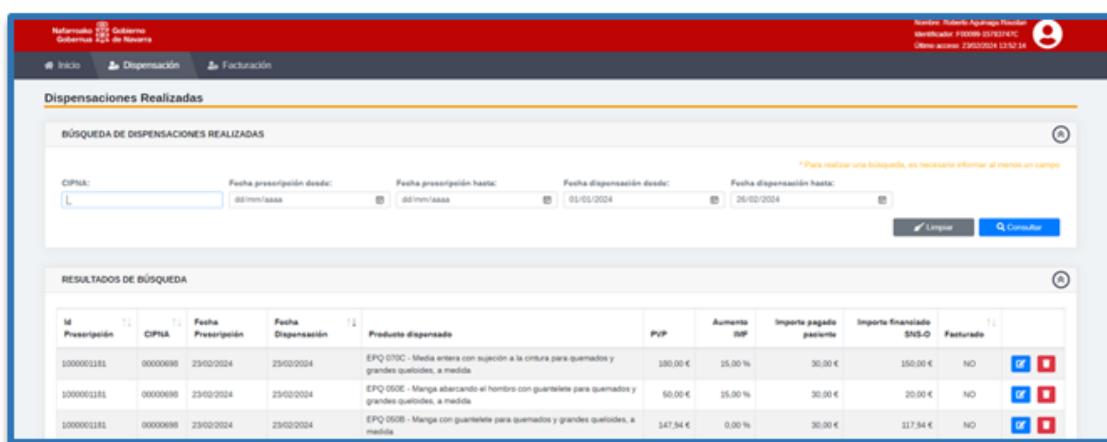 Nafarroako Gobernua
Gobierno de Navarra
Nombre: Roberto Aguinaga
Identificador:
Último acceso: 23/02/2024 13:52:14
Inicio
Dispensación
Facturación
Dispensaciones Realizadas
BÚSQUEDA DE DISPENSACIONES REALIZADAS
* Para realizar una búsqueda, es necesario informar al menos un campo
CIPNA: Fecha prescripción desde: Fecha prescripción hasta: Fecha dispensación desde: Fecha dispensación hasta:
dd/mm/aaaa dd/mm/aaaa 01/01/2024 26/02/2024
Limpiar Consultar
RESULTADOS DE BÚSQUEDA
Id Prescripción CIPNA Fecha Prescripción Fecha Dispensación Producto dispensado PVP Aumento IMF Importe pagado paciente Importe financiado SNS-O Facturado
1000001181 00000698 23/02/2024 23/02/2024 EPQ 070C - Media entera con sujeción a la cintura para quemados y grandes queloides, a medida 180,00 € 15,00 % 30,00 € 150,00 € NO
1000001181 00000698 23/02/2024 23/02/2024 EPQ 050E - Manga abarcando el hombro con guantelete para quemados y grandes queloides, a medida 50,00 € 15,00 % 30,00 € 20,00 € NO
1000001181 00000698 23/02/2024 23/02/2024 EPQ 050B - Manga con guantelete para quemados y grandes queloides, a medida 147,94 € 0,00 % 30,00 € 117,94 € NO